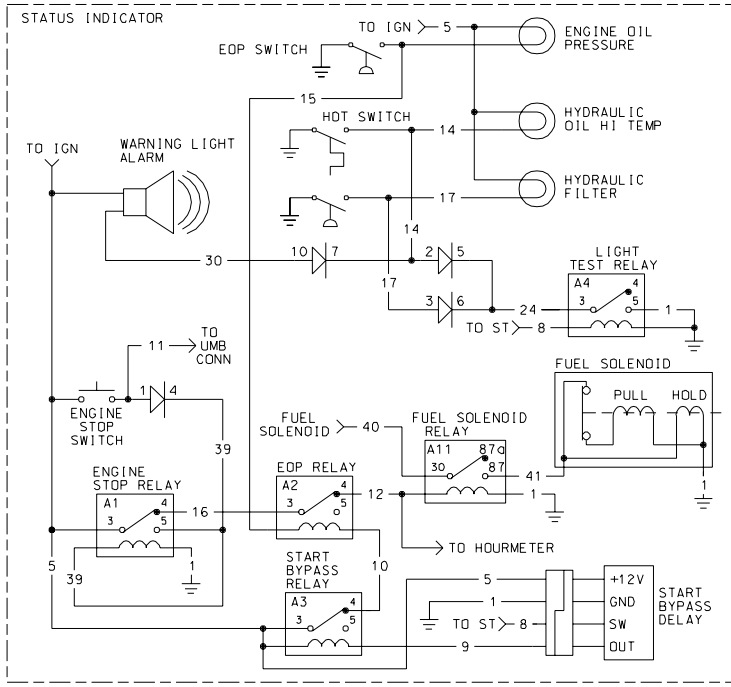 STATUS INDICATOR
TO IGN
5
ENGINE OIL
PRESSURE
EOP SWITCH
15
HOT SWITCH
14
HYDRAULIC
OIL HI TEMP
TO IGN
WARNING LIGHT
ALARM
17
HYDRAULIC
FILTER
14
30
10
7
2
5
17
LIGHT
TEST RELAY
A4
4
3
5
3
6
24
1
TO ST
8
11
TO
UMB
CONN
1
4
ENGINE
STOP
SWITCH
39
FUEL SOLENOID
PULL
HOLD
1
FUEL
SOLENOID
40
FUEL SOLENOID
RELAY
A11
87a
30
87
41
1
ENGINE
STOP RELAY
A1
4
3
5
16
EOP RELAY
A2
4
3
5
12
TO HOURMETER
5
39
1
START
BYPASS
RELAY
10
A3
4
3
5
5
+12V
1
GND
TO ST
8
SW
9
OUT
START
BYPASS
DELAY